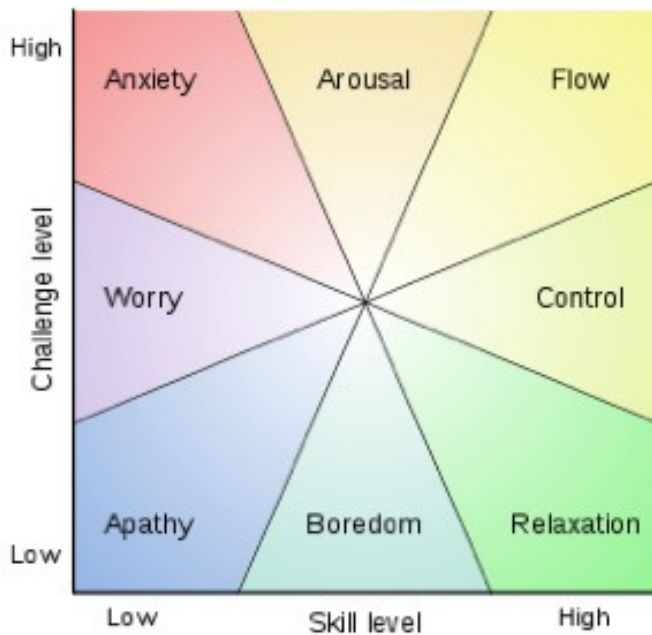 High
Anxiety
Arousal
Flow
Challenge level
Worry
Control
Apathy
Boredom
Relaxation
Low
Low
Skill level
High